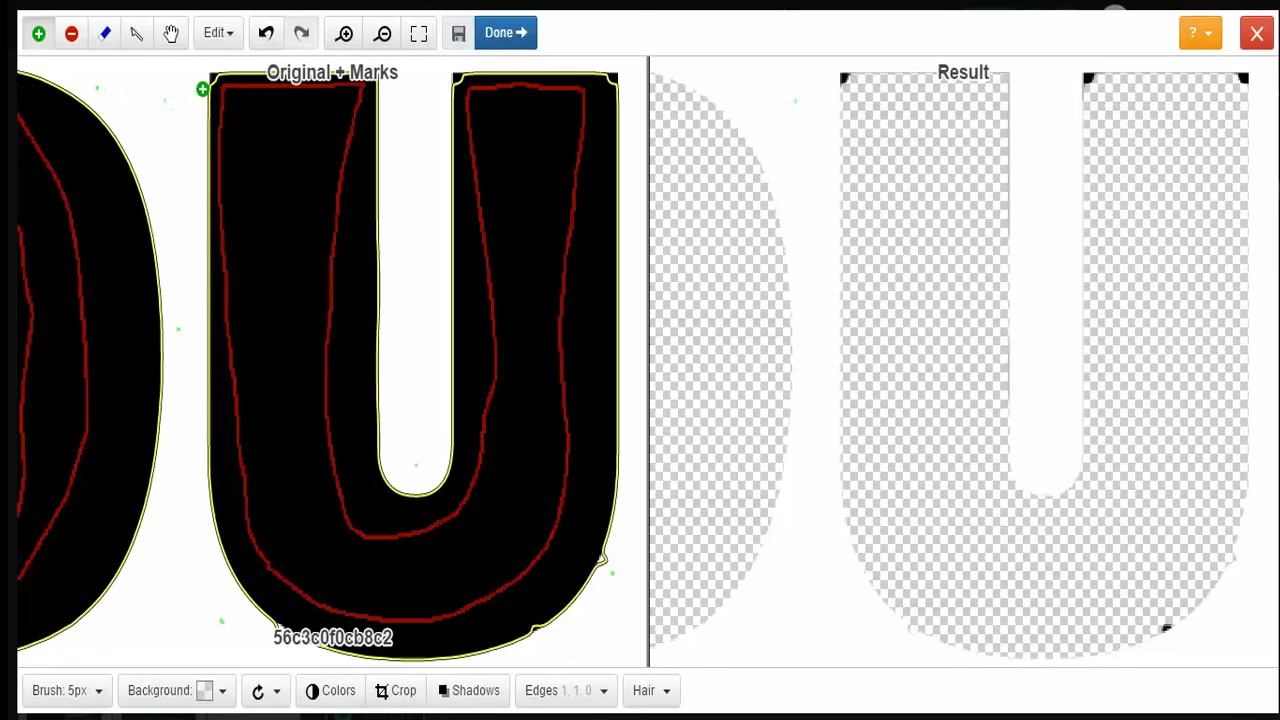 Edit
Done
?
Original + Marks
Result
U
56c3c0f0cb8c2
Brush: 5px
Background:
Colors
Crop
Shadows
Edges 1, 1, 0
Hair